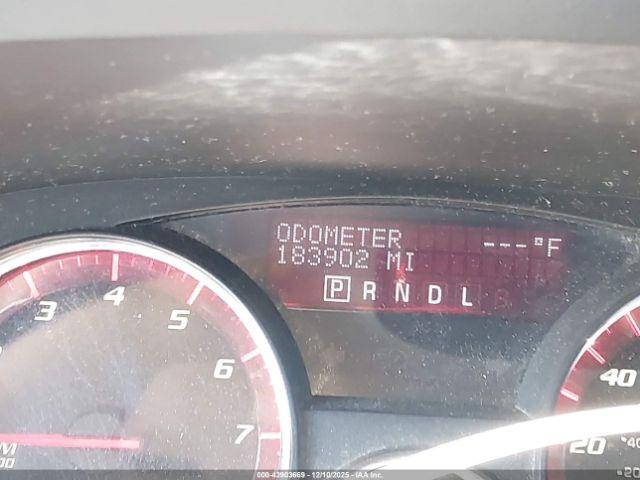 ODOMETER ---°F
183902 MI
P R N D L
3 4 5 6 7
40
20
000-43903669 - 12/10/2025 - IAA Inc.